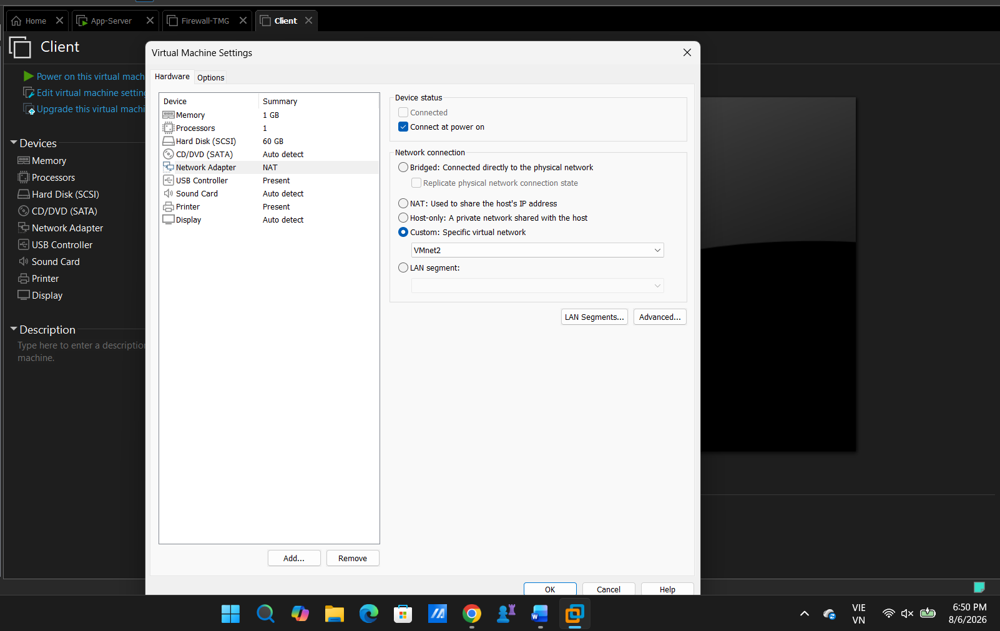 Home
App-Server
Firewall-TMG
Client
Client
Power on this virtual mach
Edit virtual machine setting
Upgrade this virtual machi
Devices
Memory
Processors
Hard Disk (SCSI)
CD/DVD (SATA)
Network Adapter
USB Controller
Sound Card
Printer
Display
Description
Type here to enter a description
machine.
Virtual Machine Settings
Hardware
Options
Device Summary
Memory 1 GB
Processors 1
Hard Disk (SCSI) 60 GB
CD/DVD (SATA) Auto detect
Network Adapter NAT
USB Controller Present
Sound Card Auto detect
Printer Present
Display Auto detect
Add...
Remove
Device status
Connected
Connect at power on
Network connection
Bridged: Connected directly to the physical network
Replicate physical network connection state
NAT: Used to share the host's IP address
Host-only: A private network shared with the host
Custom: Specific virtual network
VMnet2
LAN segment:
LAN Segments...
Advanced...
OK
Cancel
Help
VIE
VN
6:50 PM
8/6/2026